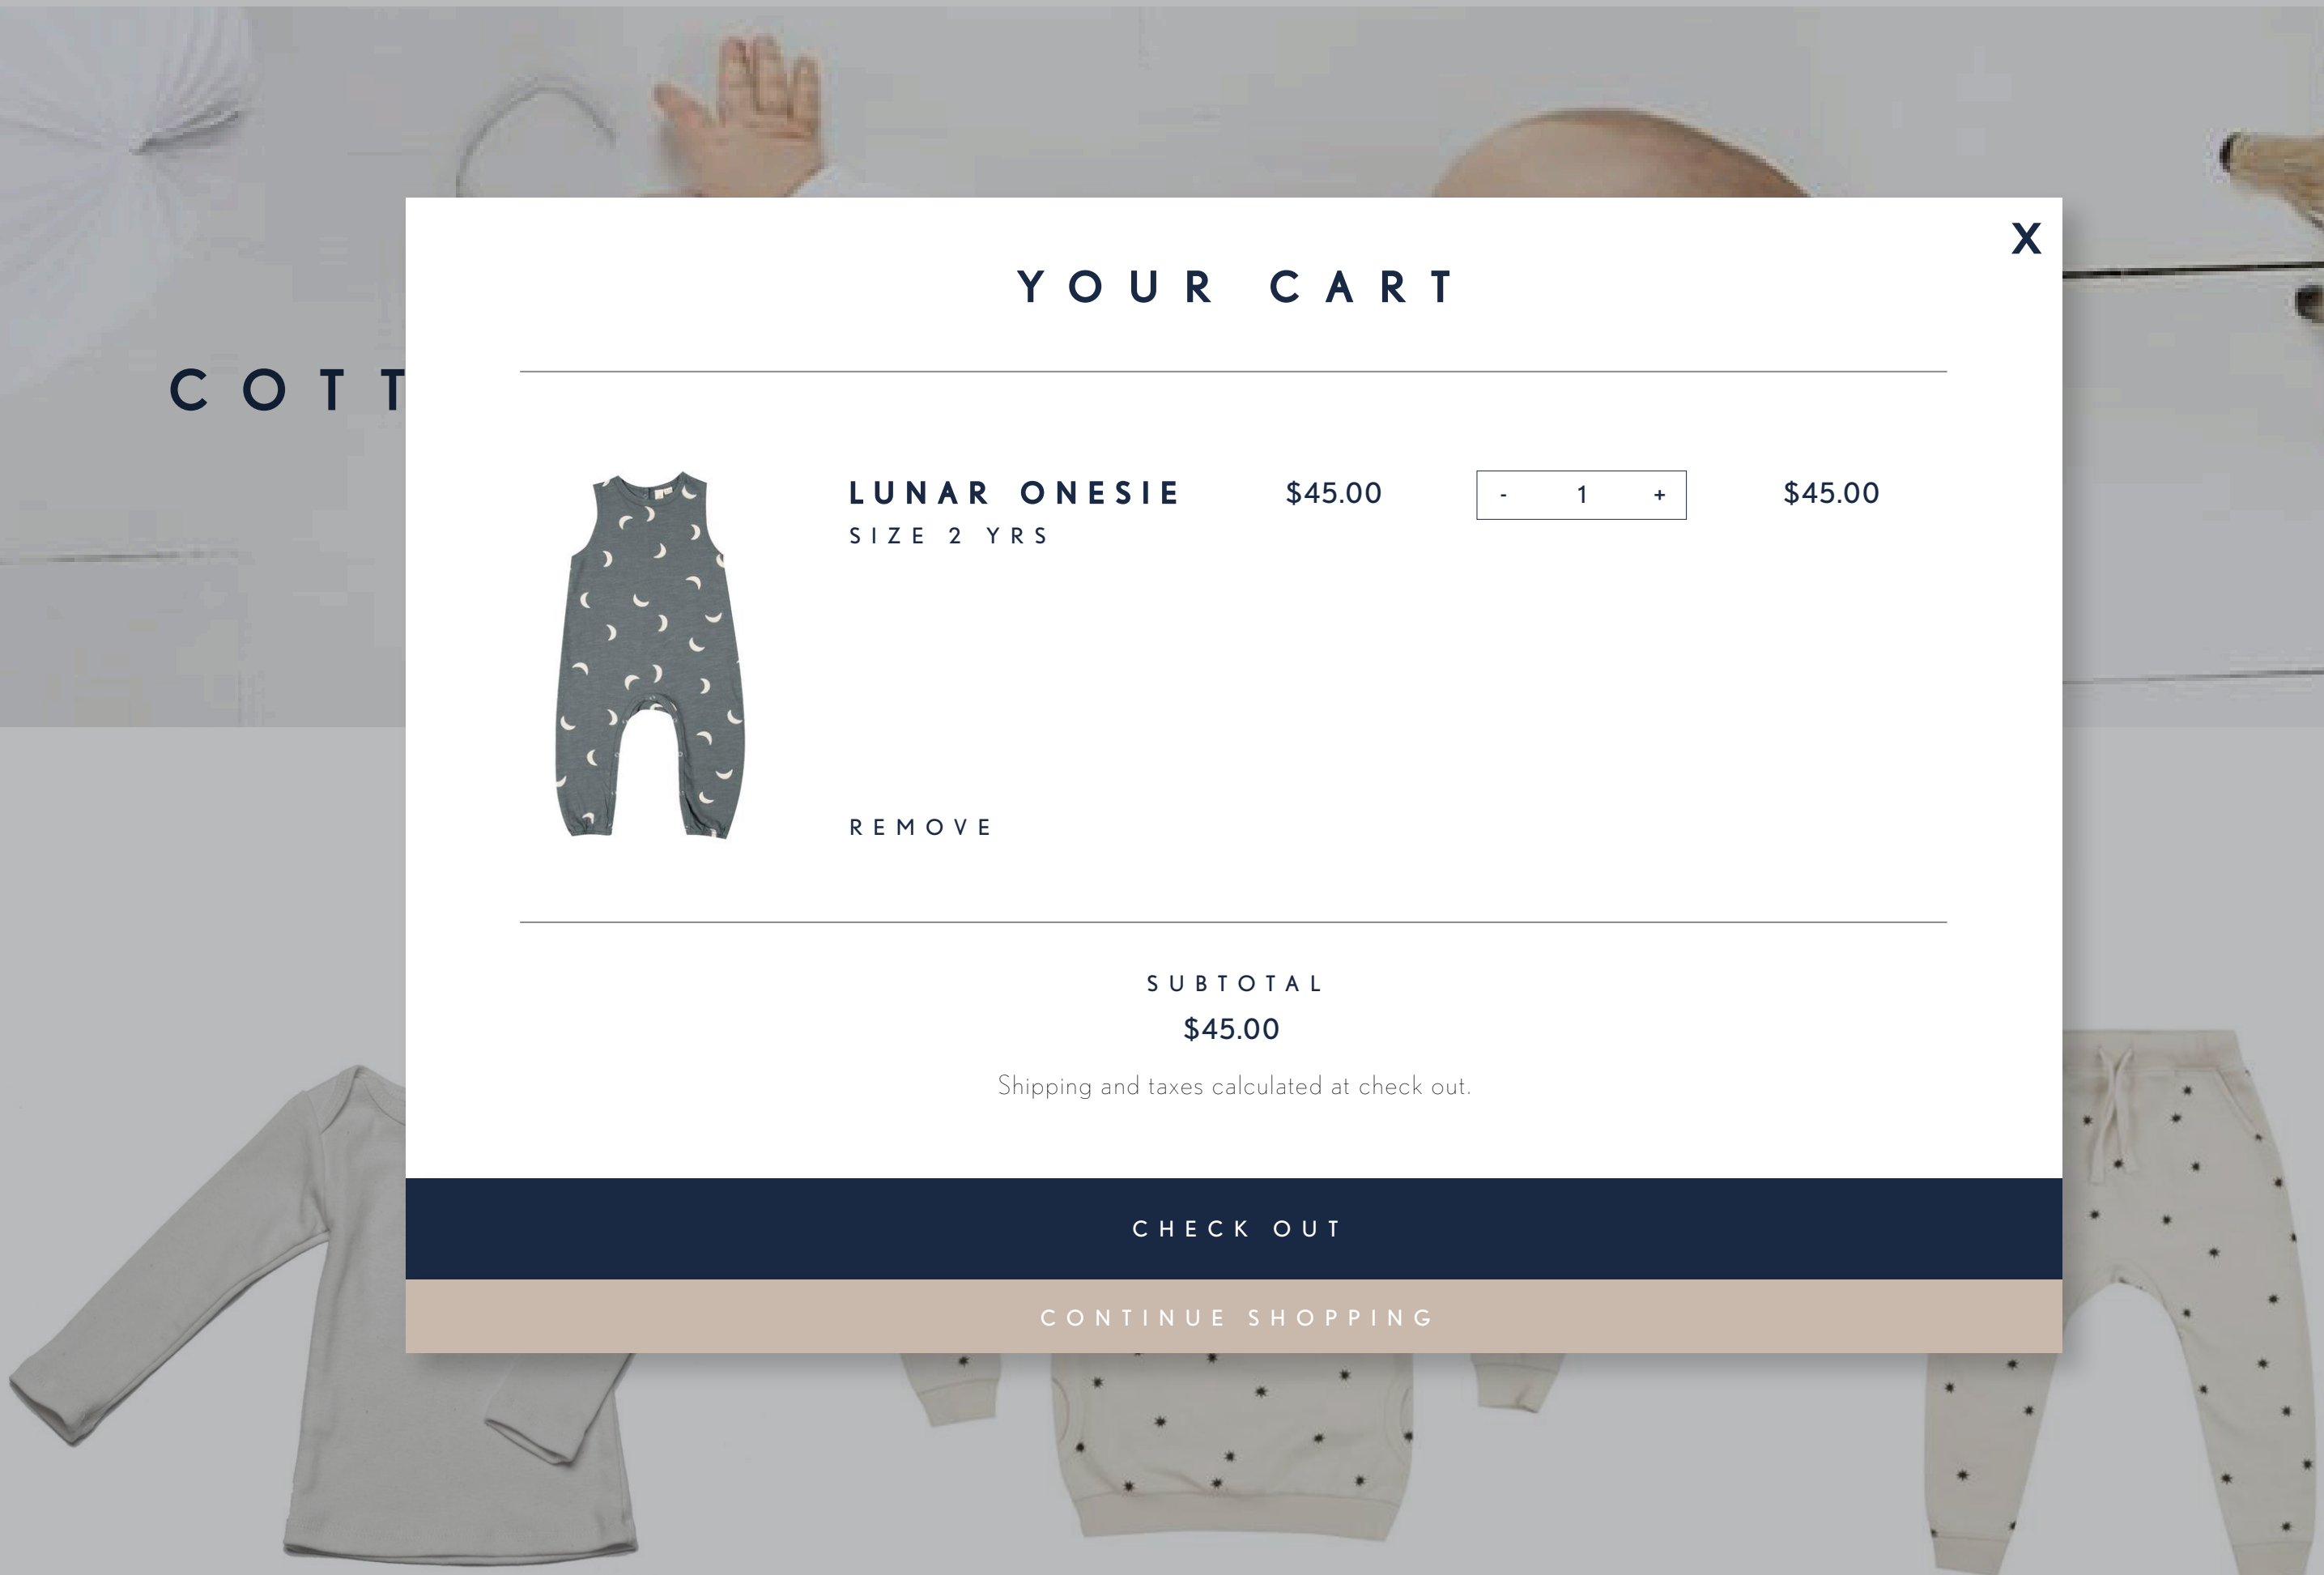 X
YOUR CART
COTT
LUNAR ONESIE $45.00 - 1 + $45.00
SIZE 2 YRS
REMOVE
SUBTOTAL
$45.00
Shipping and taxes calculated at check out.
CHECK OUT
CONTINUE SHOPPING